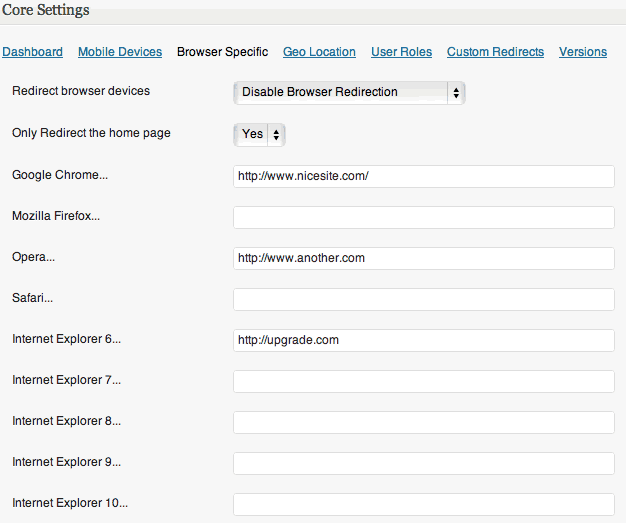 Core Settings
Dashboard Mobile Devices Browser Specific Geo Location User Roles Custom Redirects Versions
Redirect browser devices Disable Browser Redirection
Only Redirect the home page Yes
Google Chrome... http://www.nicesite.com/
Mozilla Firefox...
Opera... http://www.another.com
Safari...
Internet Explorer 6... http://upgrade.com
Internet Explorer 7...
Internet Explorer 8...
Internet Explorer 9...
Internet Explorer 10...